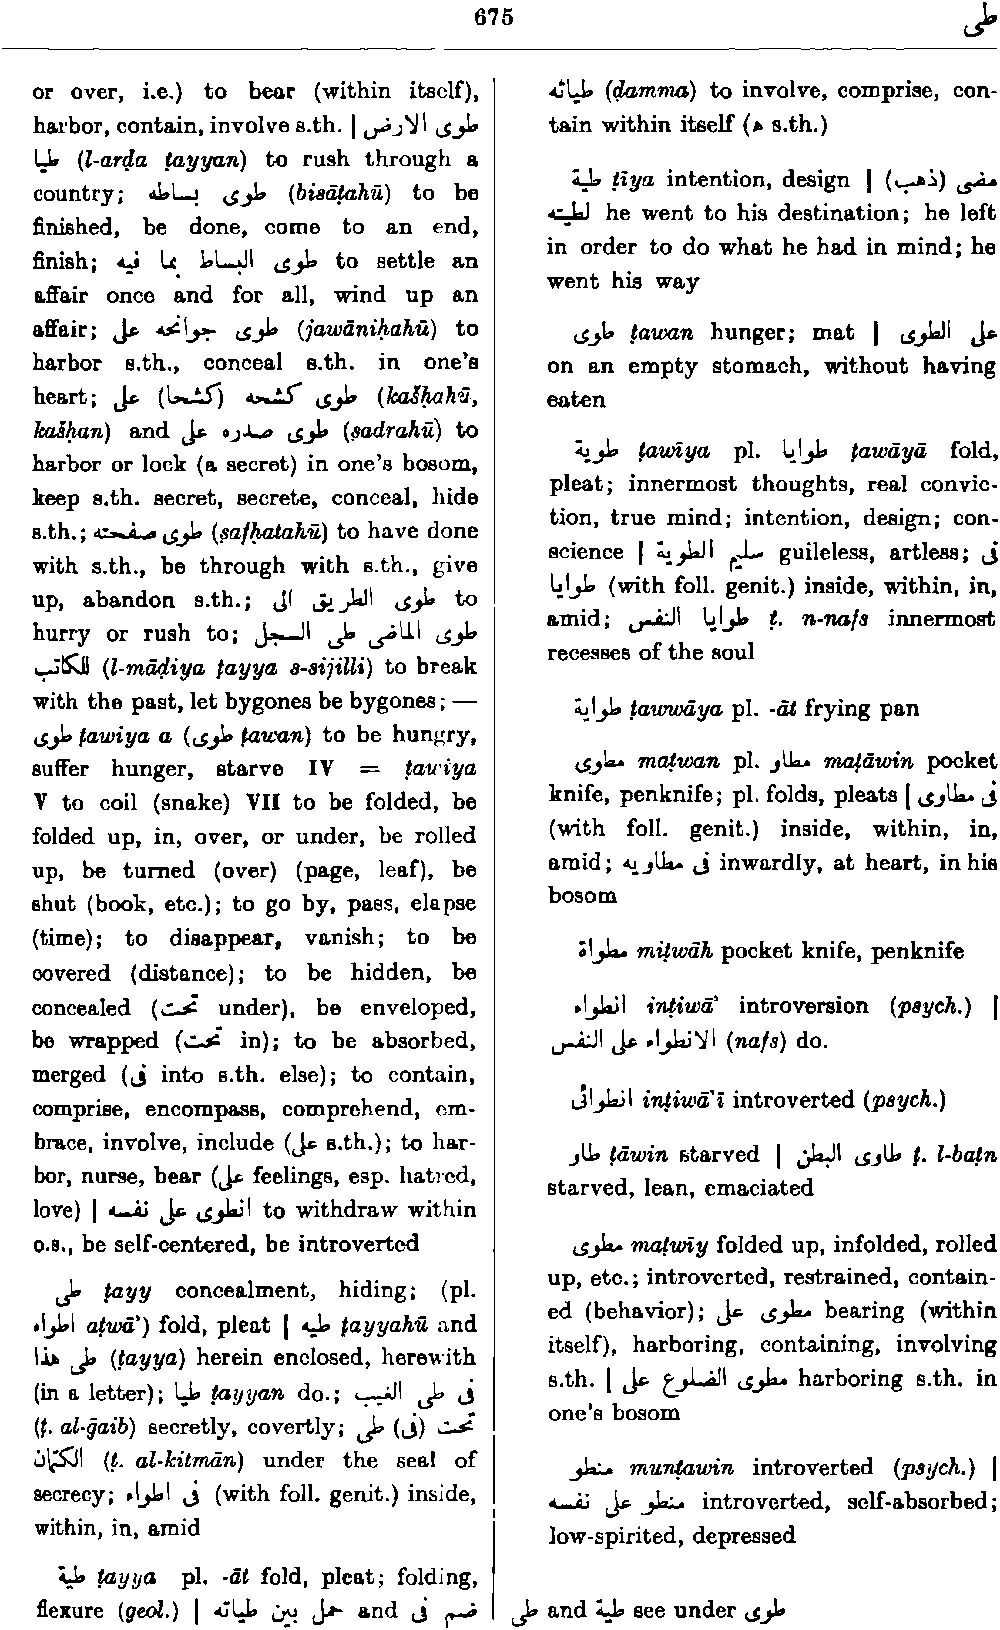 675
طى
or over, i.e.) to bear (within itself),
harbor, contain, involve s.th. | طوى الارض
طيا (l-arḍa ṭayyan) to rush through a
country; طوى بساطه (bisāṭahū) to be
finished, be done, come to an end,
finish; طوى البساط بما فيه to settle an
affair once and for all, wind up an
affair; طوى جوانحه على (jawāniḥahū) to
harbor s.th., conceal s.th. in one's
heart; طوى كشحه (كشحا) على (kašḥahū,
kašḥan) and طوى صدره على (ṣadrahū) to
harbor or lock (a secret) in one's bosom,
keep s.th. secret, secrete, conceal, hide
s.th.; طوى صفحته (ṣafḥatahū) to have done
with s.th., be through with s.th., give
up, abandon s.th.; طوى الطريق الى to
hurry or rush to; طوى الماضى طى السجل
للكاتب (l-māḍiya ṭayya s-sijilli) to break
with the past, let bygones be bygones; —
طوى ṭawiya a (طوى ṭawan) to be hungry,
suffer hunger, starve IV = ṭawiya
V to coil (snake) VII to be folded, be
folded up, in, over, or under, be rolled
up, be turned (over) (page, leaf), be
shut (book, etc.); to go by, pass, elapse
(time); to disappear, vanish; to be
covered (distance); to be hidden, be
concealed (تحت under), be enveloped,
be wrapped (تحت in); to be absorbed,
merged (فى into s.th. else); to contain,
comprise, encompass, comprehend, em-
brace, involve, include (على s.th.); to har-
bor, nurse, bear (على feelings, esp. hatred,
love) | انطوى على نفسه to withdraw within
o.s., be self-centered, be introverted
طى ṭayy concealment, hiding; (pl.
اطواء aṭwā') fold, pleat | طيه ṭayyahū and
طى هذا (ṭayya) herein enclosed, herewith
(in a letter); طيا ṭayyan do.; فى طى الغيب
(ṭ. al-ḡaib) secretly, covertly; تحت (فى) طى
الكتمان (ṭ. al-kitmān) under the seal of
secrecy; فى اطواء (with foll. genit.) inside,
within, in, amid
طية ṭayya pl. -āt fold, pleat; folding,
flexure (geol.) | حمل بين طياته and ضم فى
طياته (ḍamma) to involve, comprise, con-
tain within itself (ه s.th.)
طية ṭīya intention, design | مضى (ذهب)
لطيته he went to his destination; he left
in order to do what he had in mind; he
went his way
طوى ṭawan hunger; mat | على الطوى
on an empty stomach, without having
eaten
طوية ṭawīya pl. طوايا ṭawāyā fold,
pleat; innermost thoughts, real convic-
tion, true mind; intention, design; con-
science | سليم الطوية guileless, artless; فى
طوايا (with foll. genit.) inside, within, in,
amid; طوايا النفس ṭ. n-nafs innermost
recesses of the soul
طواية ṭawwāya pl. -āt frying pan
مطوى maṭwan pl. مطاو maṭāwin pocket
knife, penknife; pl. folds, pleats | فى مطاوى
(with foll. genit.) inside, within, in,
amid; فى مطاويه inwardly, at heart, in his
bosom
مطواة miṭwāh pocket knife, penknife
انطواء inṭiwā' introversion (psych.) |
الانطواء على النفس (nafs) do.
انطوائى inṭiwā'ī introverted (psych.)
طاو ṭāwin starved | طاوى البطن ṭ. l-baṭn
starved, lean, emaciated
مطوى maṭwīy folded up, infolded, rolled
up, etc.; introverted, restrained, contain-
ed (behavior); مطوى على bearing (within
itself), harboring, containing, involving
s.th. | مطوى الضلوع على harboring s.th. in
one's bosom
منطو munṭawin introverted (psych.) |
منطو على نفسه introverted, self-absorbed;
low-spirited, depressed
طى and طية see under طوى